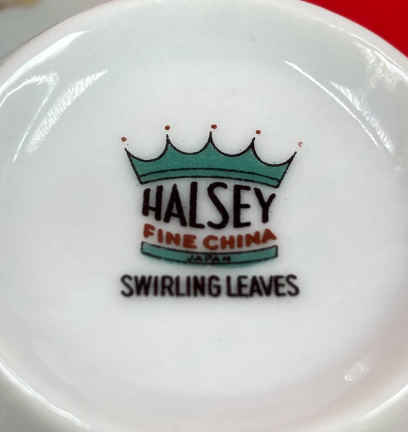 HALSEY
FINE CHINA
JAPAN
SWIRLING LEAVES